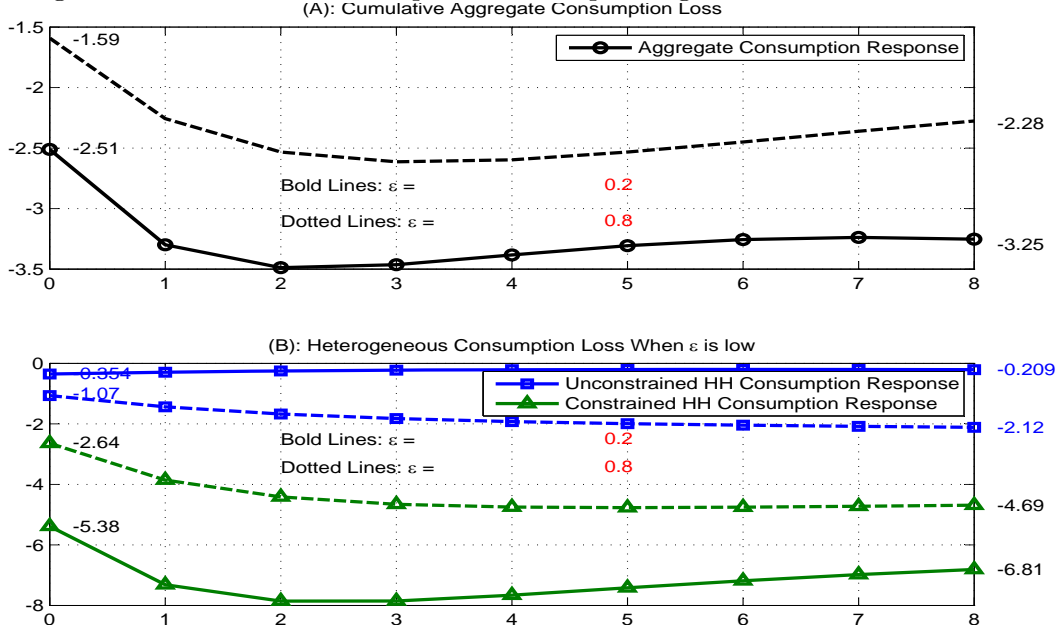 (A): Cumulative Aggregate Consumption Loss
-1.5
-1.59
Aggregate Consumption Response
-2
-2.28
-2.5
-2.51
Bold Lines: ε = 0.2
-3
Dotted Lines: ε = 0.8
-3.25
-3.5
0 1 2 3 4 5 6 7 8
(B): Heterogeneous Consumption Loss When ε is low
0
-0.354
-0.209
Unconstrained HH Consumption Response
-1.07
Constrained HH Consumption Response
-2
-2.12
Bold Lines: ε = 0.2
-2.64
Dotted Lines: ε = 0.8
-4
-4.69
-5.38
-6
-6.81
-8
0 1 2 3 4 5 6 7 8